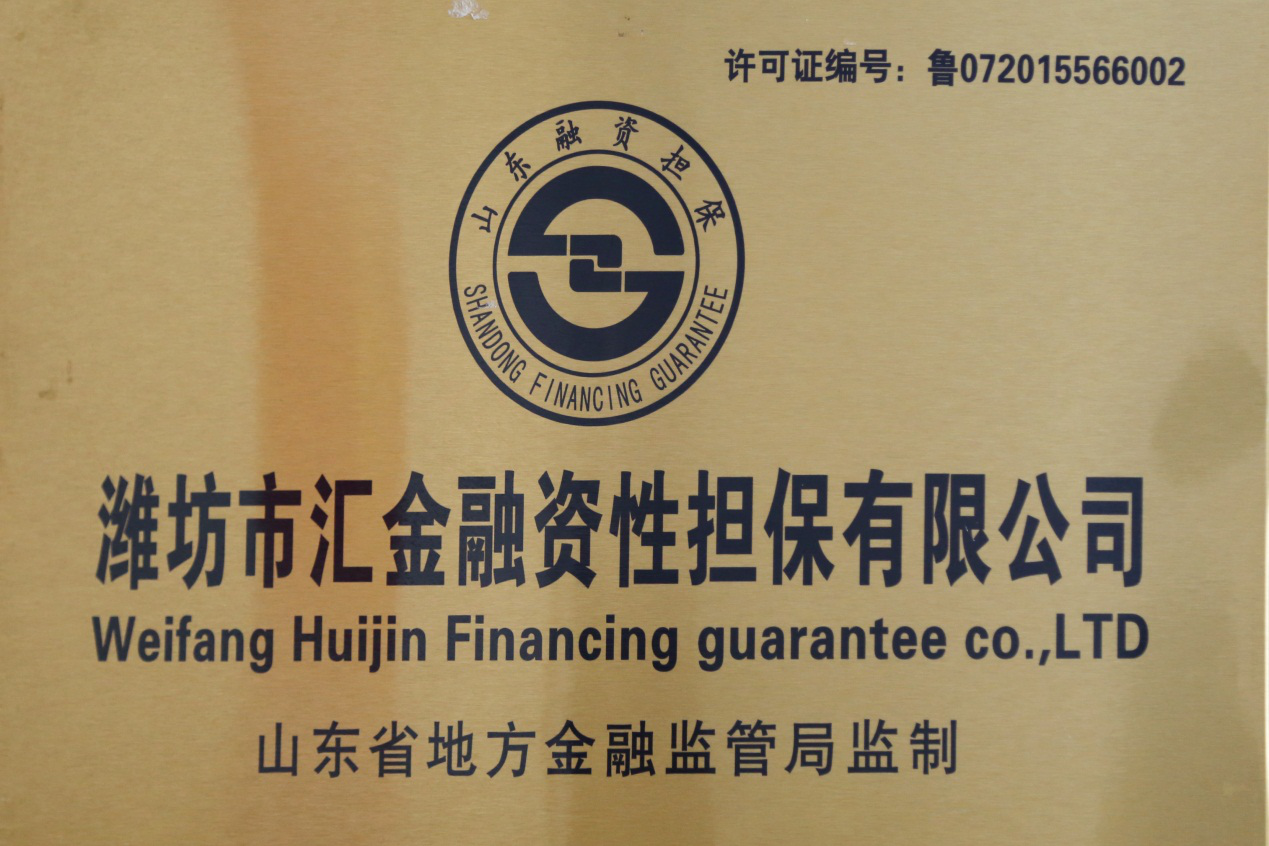 许可证编号：鲁072015566002
山东融资担保
SHANDONG FINANCING GUARANTEE
潍坊市汇金融资性担保有限公司
Weifang Huijin Financing guarantee co.,LTD
山东省地方金融监管局监制